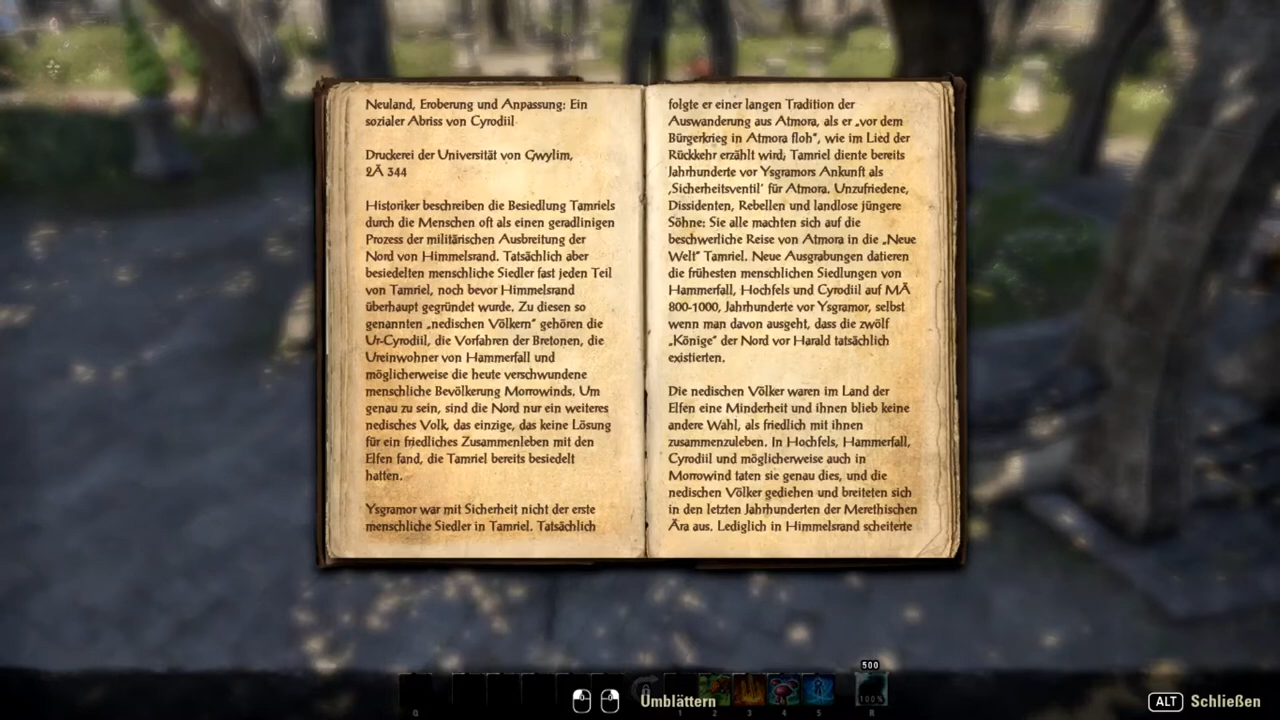 Neuland, Eroberung und Anpassung: Ein
sozialer Abriss von Cyrodiil
Druckerei der Universität von Gwylim,
2Ä 344
Historiker beschreiben die Besiedlung Tamriels
durch die Menschen oft als einen geradlinigen
Prozess der militärischen Ausbreitung der
Nord von Himmelsrand. Tatsächlich aber
besiedelten menschliche Siedler fast jeden Teil
von Tamriel, noch bevor Himmelsrand
überhaupt gegründet wurde. Zu diesen so
genannten „nedischen Völkern“ gehören die
Ur-Cyrodiil, die Vorfahren der Bretonen, die
Ureinwohner von Hammerfall und
möglicherweise die heute verschwundene
menschliche Bevölkerung Morrowinds. Um
genau zu sein, sind die Nord nur ein weiteres
nedisches Volk, das einzige, das keine Lösung
für ein friedliches Zusammenleben mit den
Elfen fand, die Tamriel bereits besiedelt
hatten.
Ysgramor war mit Sicherheit nicht der erste
menschliche Siedler in Tamriel. Tatsächlich
folgte er einer langen Tradition der
Auswanderung aus Atmora, als er „vor dem
Bürgerkrieg in Atmora floh“, wie im Lied der
Rückkehr erzählt wird; Tamriel diente bereits
Jahrhunderte vor Ysgramors Ankunft als
‚Sicherheitsventil‘ für Atmora. Unzufriedene,
Dissidenten, Rebellen und landlose jüngere
Söhne: Sie alle machten sich auf die
beschwerliche Reise von Atmora in die „Neue
Welt“ Tamriel. Neue Ausgrabungen datieren
die frühesten menschlichen Siedlungen von
Hammerfall, Hochfels und Cyrodiil auf MÄ
800-1000, Jahrhunderte vor Ysgramor, selbst
wenn man davon ausgeht, dass die zwölf
„Könige“ der Nord vor Harald tatsächlich
existierten.
Die nedischen Völker waren im Land der
Elfen eine Minderheit und ihnen blieb keine
andere Wahl, als friedlich mit ihnen
zusammenzuleben. In Hochfels, Hammerfall,
Cyrodiil und möglicherweise auch in
Morrowind taten sie genau dies, und die
nedischen Völker gediehen und breiteten sich
in den letzten Jahrhunderten der Merethischen
Ära aus. Lediglich in Himmelsrand scheiterte
500
100%
Q
1 2 3 4 5 R
Umblättern
ALT Schließen